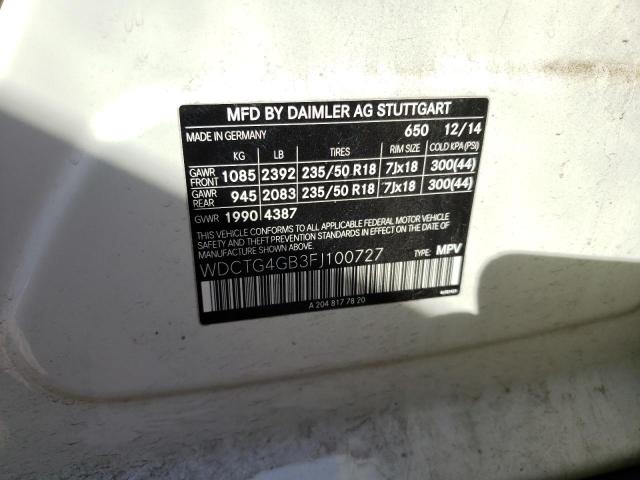 MFD BY DAIMLER AG STUTTGART
MADE IN GERMANY 650 12/14
KG LB TIRES RIM SIZE COLD KPA (PSI)
GAWR FRONT 1085 2392 235/50 R18 7Jx18 300(44)
GAWR REAR 945 2083 235/50 R18 7Jx18 300(44)
GVWR 1990 4387
THIS VEHICLE CONFORMS TO ALL APPLICABLE FEDERAL MOTOR VEHICLE
SAFETY, BUMPER, AND THEFT PREVENTION STANDARDS IN EFFECT ON THE DATE OF
MANUFACTURE SHOWN ABOVE.
WDCTG4GB3FJ100727 TYPE: MPV
A 204 817 78 20